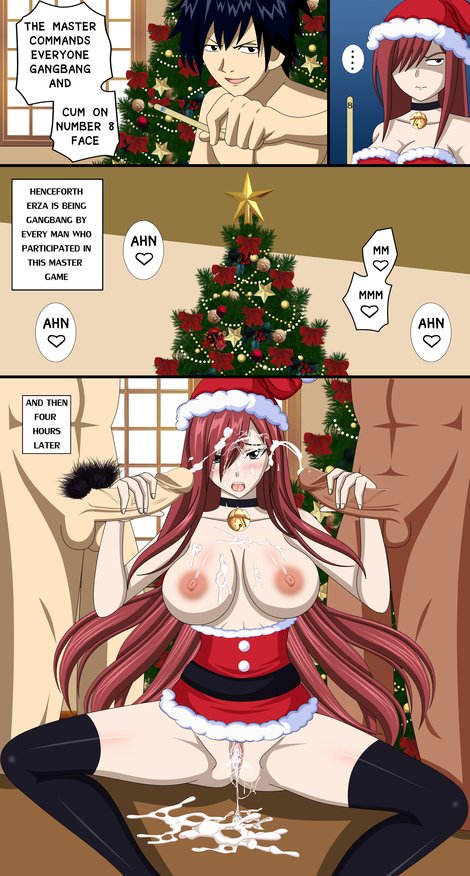 THE MASTER
COMMANDS
EVERYONE
GANGBANG
AND
CUM ON
NUMBER 8
FACE
....
8
HENCEFORTH
ERZA IS BEING
GANGBANG BY
EVERY MAN WHO
PARTICIPATED IN
THIS MASTER
GAME
AHN
♡
MM
♡
MMM
♡
AHN
♡
AHN
♡
AND THEN
FOUR
HOURS
LATER